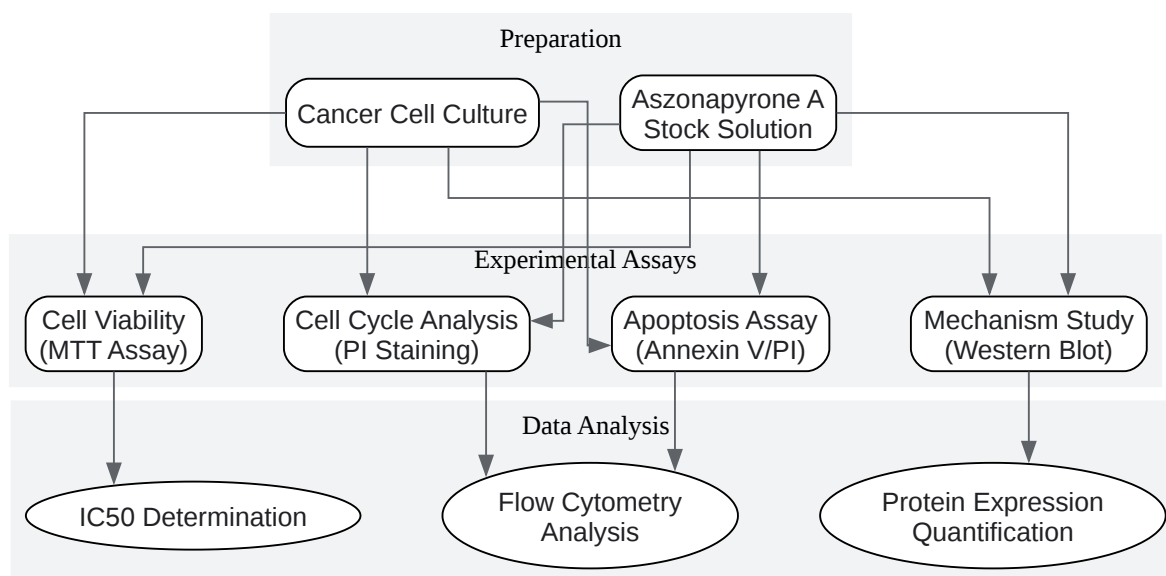 Preparation
Cancer Cell Culture
Aszonapyrone A
Stock Solution
Experimental Assays
Cell Viability
(MTT Assay)
Cell Cycle Analysis
(PI Staining)
Apoptosis Assay
(Annexin V/PI)
Mechanism Study
(Western Blot)
Data Analysis
IC50 Determination
Flow Cytometry
Analysis
Protein Expression
Quantification